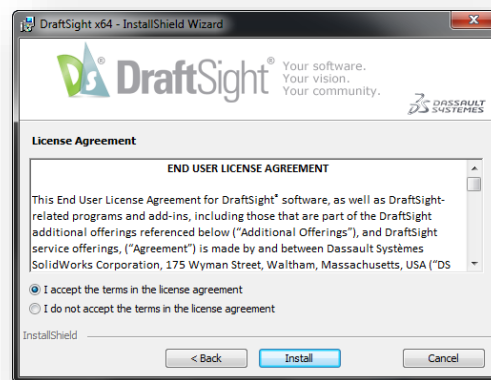 DraftSight x64 - InstallShield Wizard
DS DraftSight®
Your software.
Your vision.
Your community.
DASSAULT
SYSTEMES
License Agreement
END USER LICENSE AGREEMENT
This End User License Agreement for DraftSight® software, as well as DraftSight-
related programs and add-ins, including those that are part of the DraftSight
additional offerings referenced below (“Additional Offerings”), and DraftSight
service offerings, (“Agreement”) is made by and between Dassault Systèmes
SolidWorks Corporation, 175 Wyman Street, Waltham, Massachusetts, USA (“DS
I accept the terms in the license agreement
I do not accept the terms in the license agreement
InstallShield
< Back
Install
Cancel